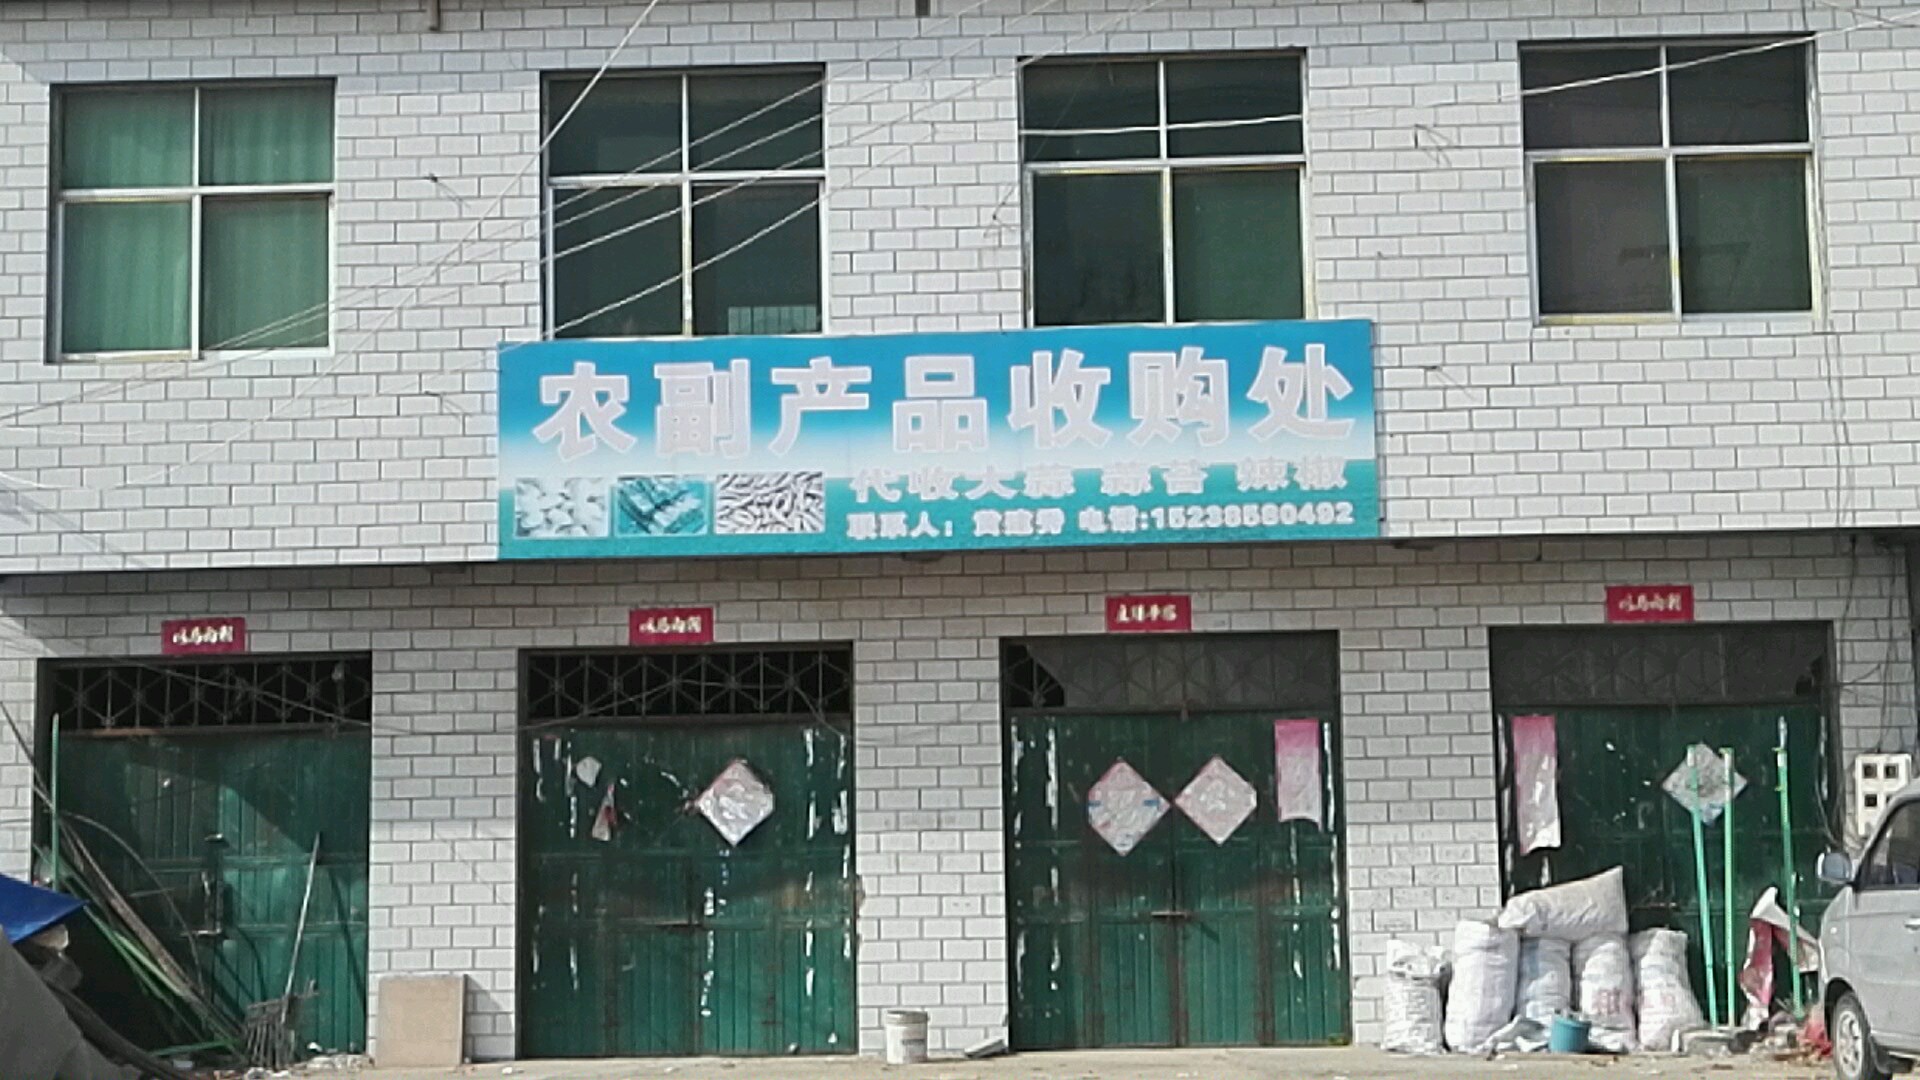 农副产品收购处
代收大蒜 蒜苔 辣椒
联系人：黄建秀 电话:15238580492